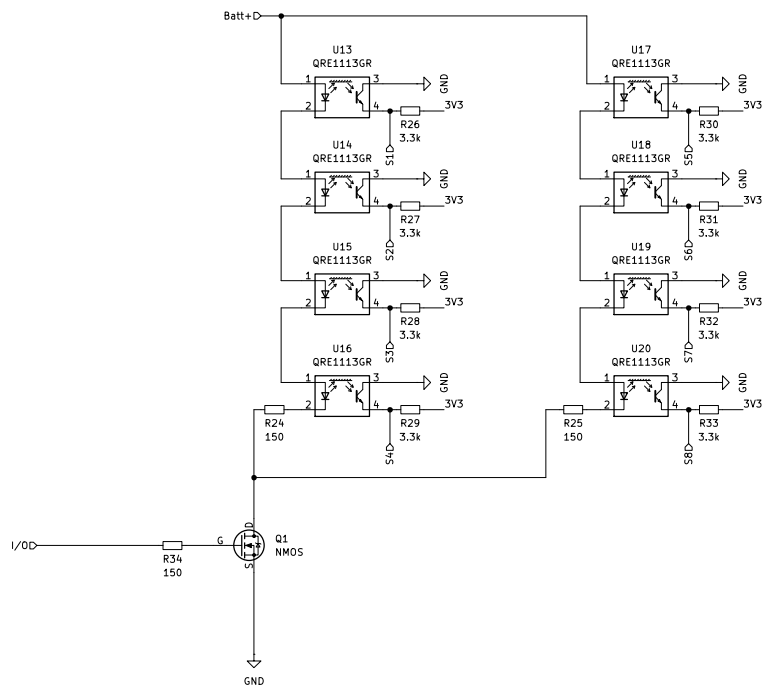 Batt+
U13
QRE1113GR
1
3
GND
2
4
3V3
R26
3.3k
S1
U14
QRE1113GR
1
3
GND
2
4
3V3
R27
3.3k
S2
U15
QRE1113GR
1
3
GND
2
4
3V3
R28
3.3k
S3
U16
QRE1113GR
1
3
GND
2
4
3V3
R24
150
R29
3.3k
S4
U17
QRE1113GR
1
3
GND
2
4
3V3
R30
3.3k
S5
U18
QRE1113GR
1
3
GND
2
4
3V3
R31
3.3k
S6
U19
QRE1113GR
1
3
GND
2
4
3V3
R32
3.3k
S7
U20
QRE1113GR
1
3
GND
2
4
3V3
R25
150
R33
3.3k
S8
I/O
R34
150
G
D
S
Q1
NMOS
GND